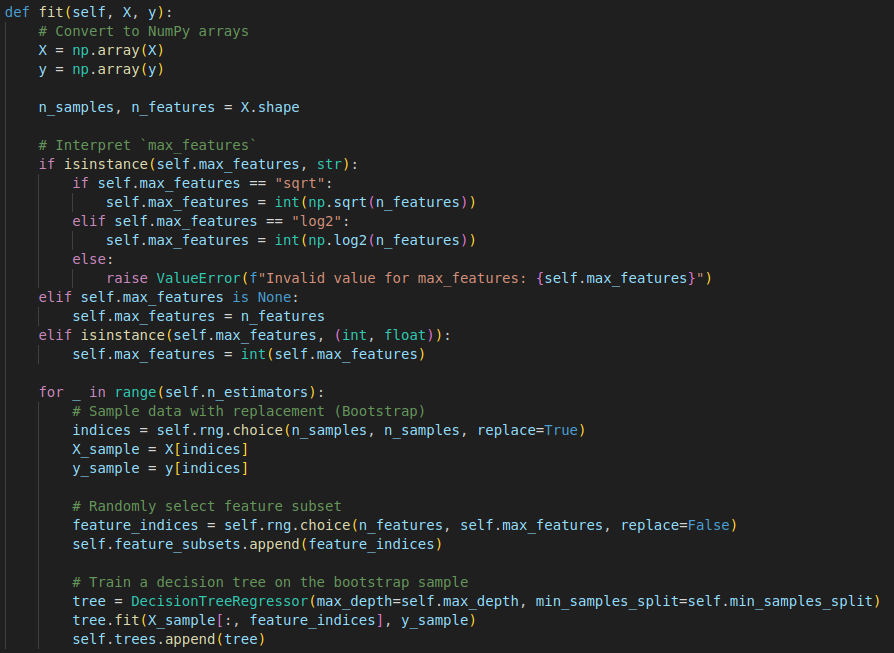 def fit(self, X, y):
    # Convert to NumPy arrays
    X = np.array(X)
    y = np.array(y)

    n_samples, n_features = X.shape

    # Interpret `max_features`
    if isinstance(self.max_features, str):
        if self.max_features == "sqrt":
            self.max_features = int(np.sqrt(n_features))
        elif self.max_features == "log2":
            self.max_features = int(np.log2(n_features))
        else:
            raise ValueError(f"Invalid value for max_features: {self.max_features}")
    elif self.max_features is None:
        self.max_features = n_features
    elif isinstance(self.max_features, (int, float)):
        self.max_features = int(self.max_features)

    for _ in range(self.n_estimators):
        # Sample data with replacement (Bootstrap)
        indices = self.rng.choice(n_samples, n_samples, replace=True)
        X_sample = X[indices]
        y_sample = y[indices]

        # Randomly select feature subset
        feature_indices = self.rng.choice(n_features, self.max_features, replace=False)
        self.feature_subsets.append(feature_indices)

        # Train a decision tree on the bootstrap sample
        tree = DecisionTreeRegressor(max_depth=self.max_depth, min_samples_split=self.min_samples_split)
        tree.fit(X_sample[:, feature_indices], y_sample)
        self.trees.append(tree)